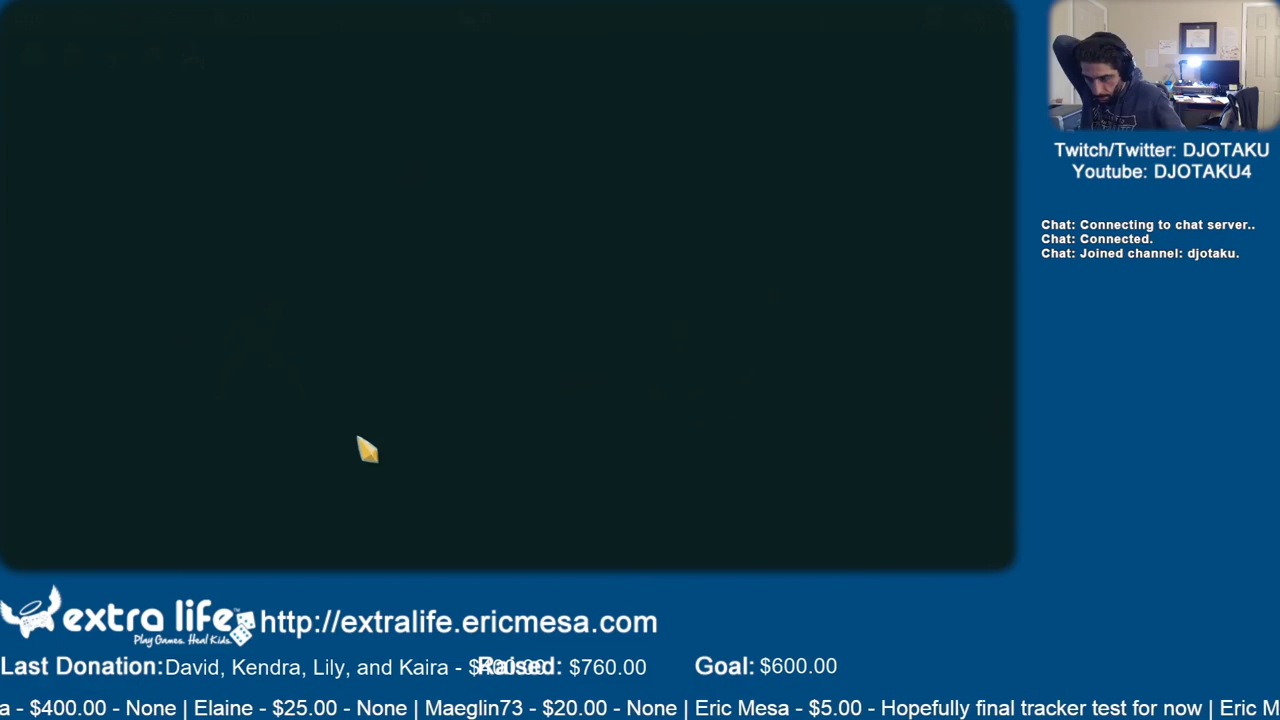 Twitch/Twitter: DJOTAKU
Youtube: DJOTAKU4
Chat: Connecting to chat server..
Chat: Connected.
Chat: Joined channel: djotaku.
extra life
Play Games. Heal Kids.
http://extralife.ericmesa.com
Last Donation: David, Kendra, Lily, and Kaira - $400.00 Raised: $760.00 Goal: $600.00
a - $400.00 - None | Elaine - $25.00 - None | Maeglin73 - $20.00 - None | Eric Mesa - $5.00 - Hopefully final tracker test for now | Eric M